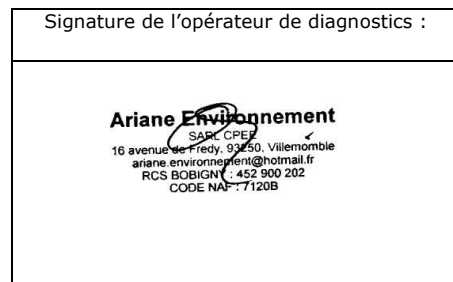 Signature de l’opérateur de diagnostics :
Ariane Environnement
SARL CPEE
16 avenue de Fredy. 93250. Villemomble
ariane.environnement@hotmail.fr
RCS BOBIGNY : 452 900 202
CODE NAF : 7120B